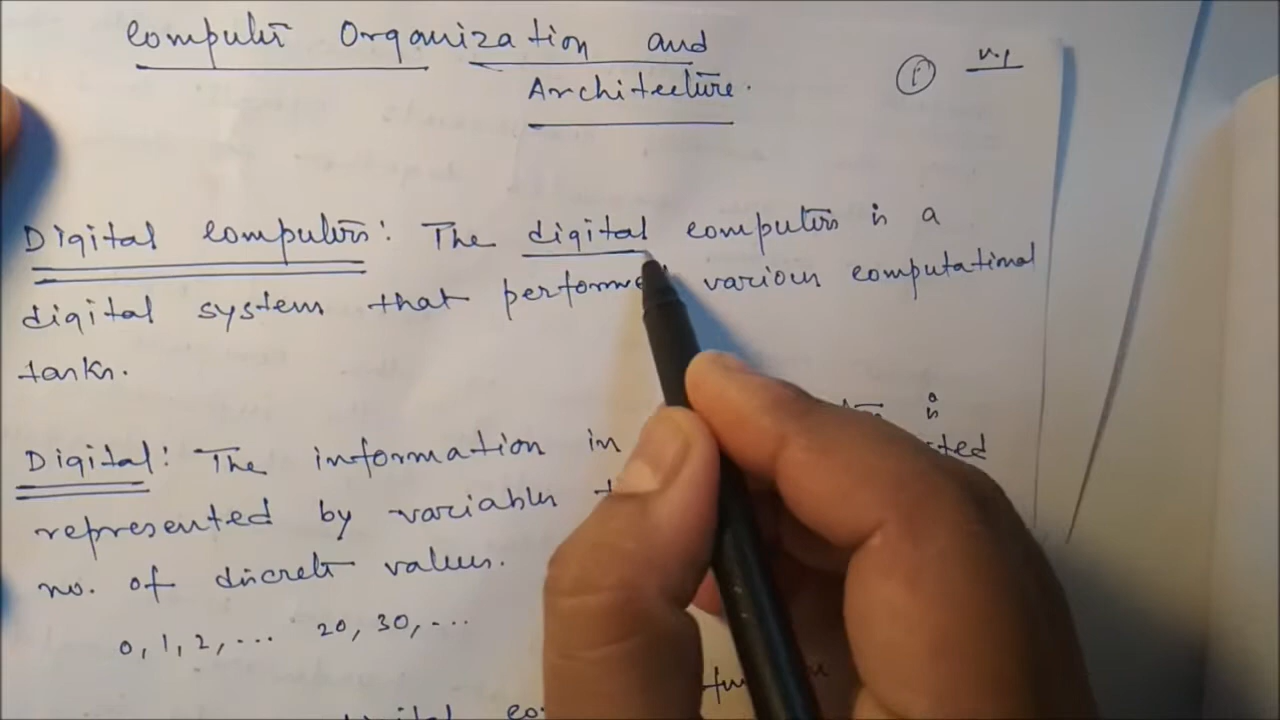 Computer Organization and
Architecture.
1
Digital computers: The digital computers is a
digital system that performs various computational
tasks.
Digital: The information in is
represented by variables
no. of discrete values.
0, 1, 2, ... 20, 30, ...